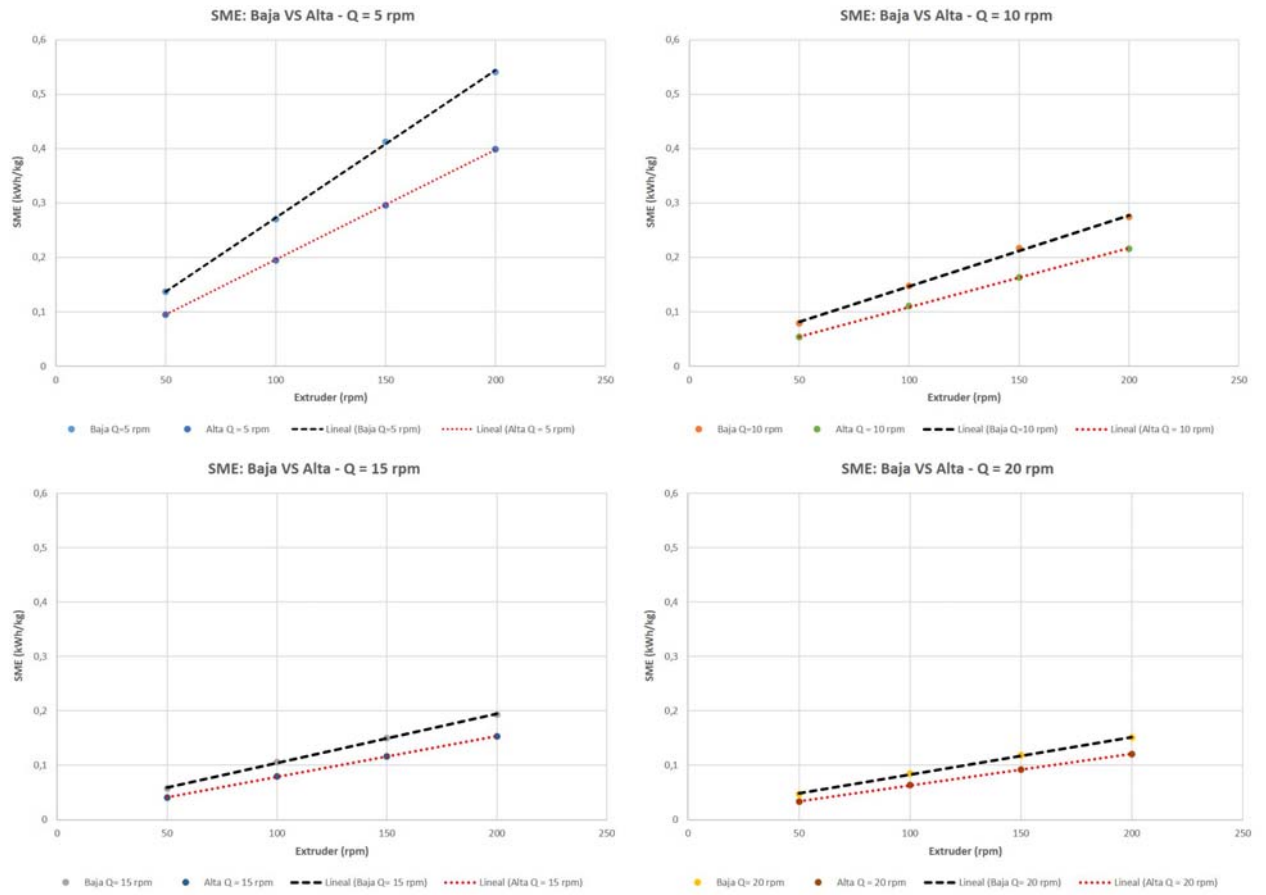 SME: Baja VS Alta - Q = 5 rpm
0,6
0,5
0,4
0,3
0,2
0,1
0
SME (kWh/kg)
0 50 100 150 200 250
Extruder (rpm)
Baja Q=5 rpm Alta Q = 5 rpm Lineal (Baja Q=5 rpm) Lineal (Alta Q = 5 rpm)
SME: Baja VS Alta - Q = 10 rpm
0,6
0,5
0,4
0,3
0,2
0,1
0
SME (kWh/kg)
0 50 100 150 200 250
Extruder (rpm)
Baja Q=10 rpm Alta Q = 10 rpm Lineal (Baja Q=10 rpm) Lineal (Alta Q = 10 rpm)
SME: Baja VS Alta - Q = 15 rpm
0,6
0,5
0,4
0,3
0,2
0,1
0
SME (kWh/kg)
0 50 100 150 200 250
Extruder (rpm)
Baja Q= 15 rpm Alta Q = 15 rpm Lineal (Baja Q= 15 rpm) Lineal (Alta Q = 15 rpm)
SME: Baja VS Alta - Q = 20 rpm
0,6
0,5
0,4
0,3
0,2
0,1
0
SME (kWh/kg)
0 50 100 150 200 250
Extruder (rpm)
Baja Q= 20 rpm Alta Q = 20 rpm Lineal (Baja Q= 20 rpm) Lineal (Alta Q = 20 rpm)